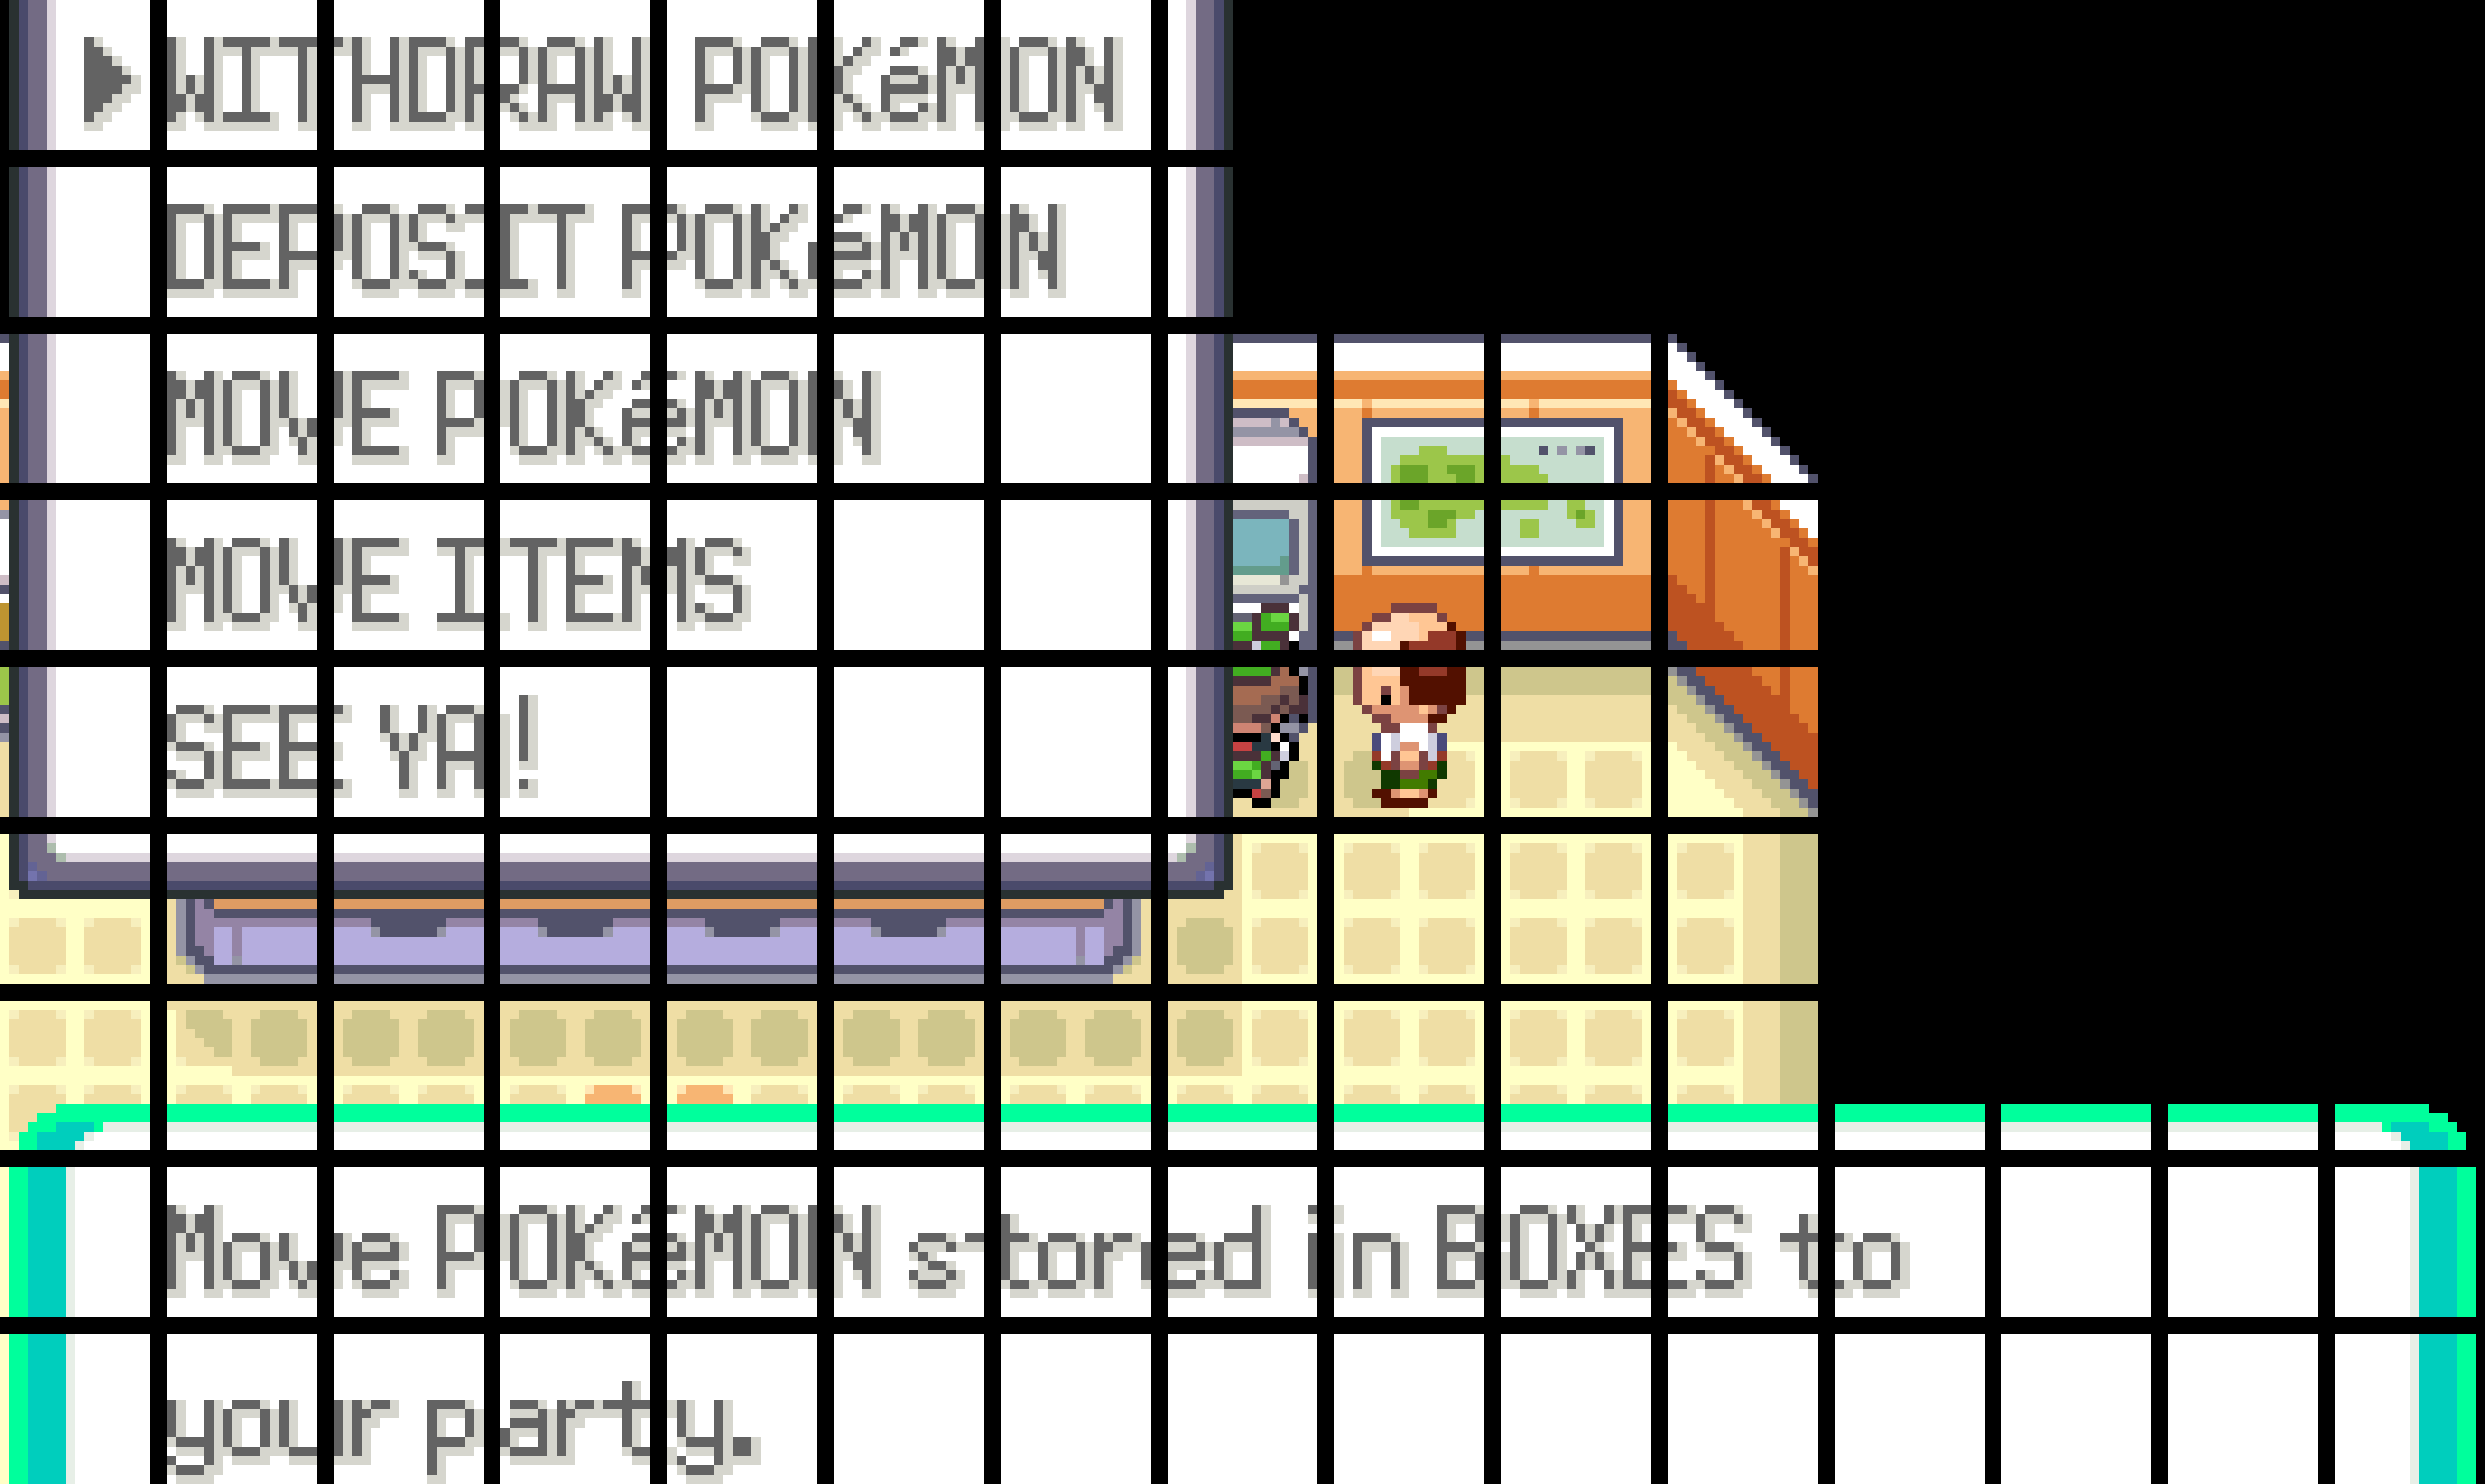 ▶WITHDRAW POKéMON
DEPOSIT POKéMON
MOVE POKéMON
MOVE ITEMS
SEE YA!
Move POKéMON stored in BOXES to
your party.